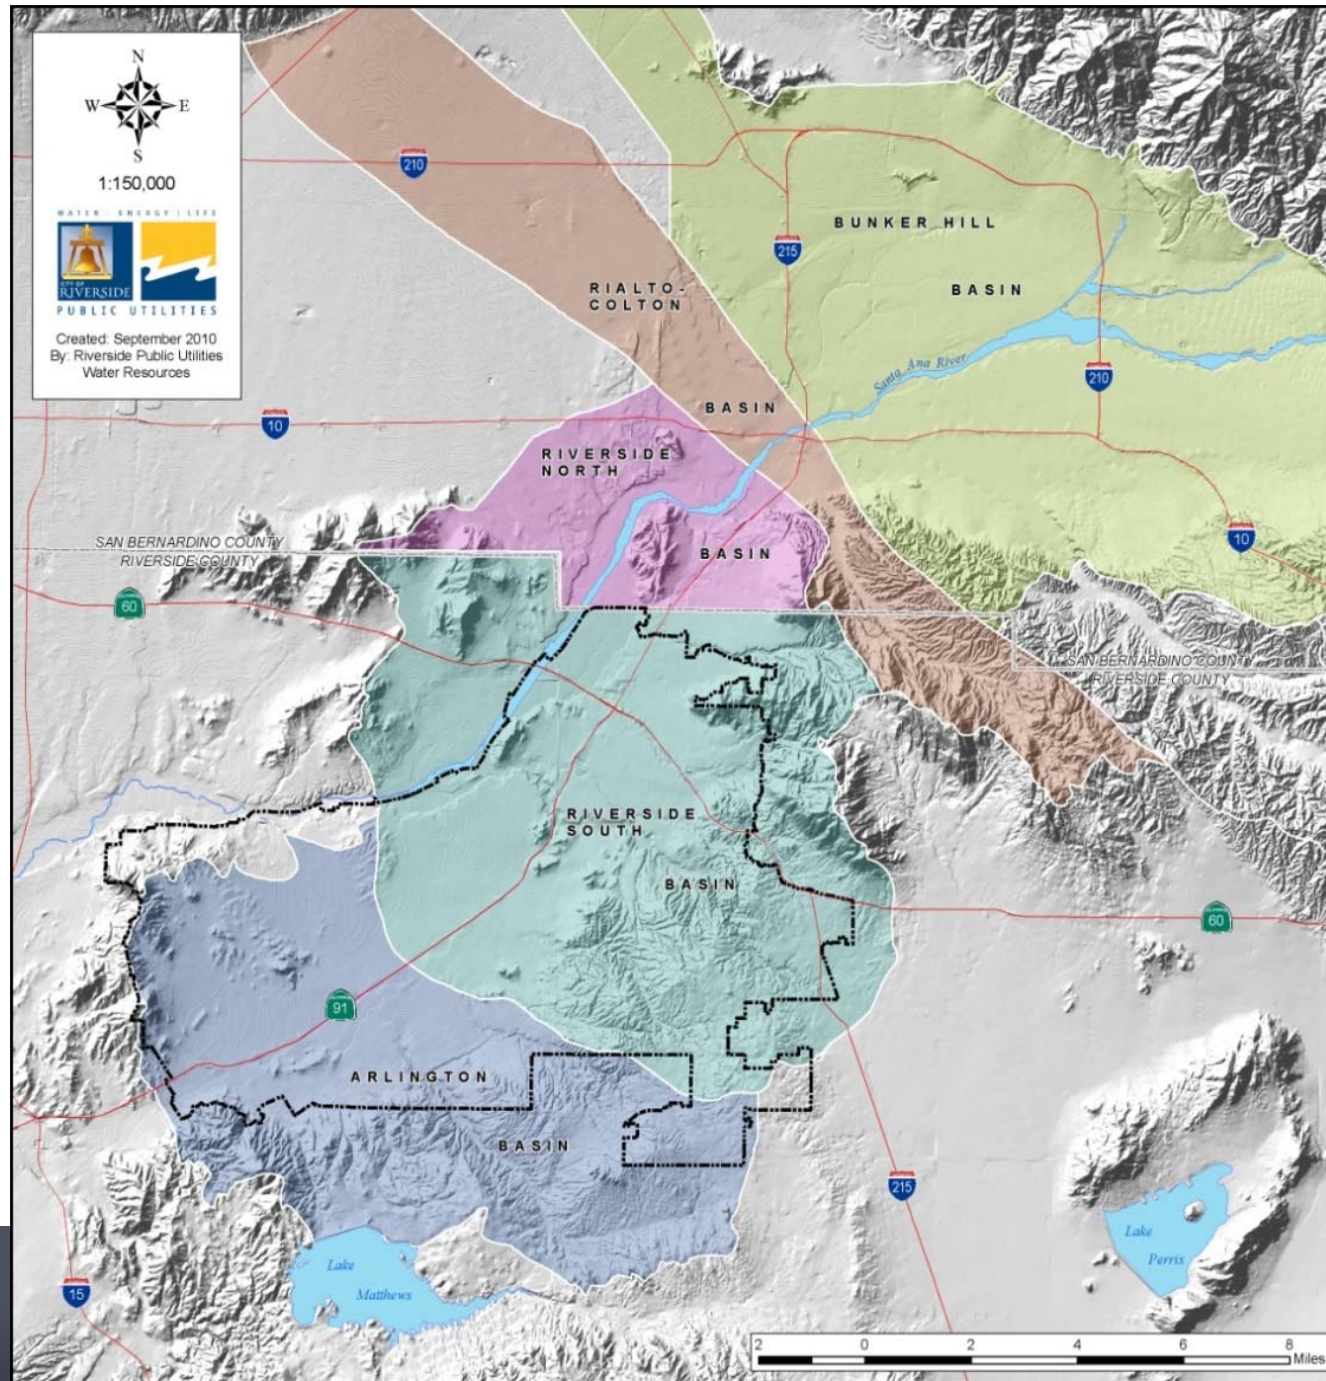 N
W E
S
1:150,000
WATER | ENERGY | LIFE
CITY OF
RIVERSIDE
PUBLIC UTILITIES
Created: September 2010
By: Riverside Public Utilities
Water Resources
210
BUNKER HILL
215
BASIN
RIALTO-
COLTON
Santa Ana River
210
BASIN
10
RIVERSIDE
NORTH
10
SAN BERNARDINO COUNTY
RIVERSIDE COUNTY
BASIN
60
SAN BERNARDINO COUNTY
RIVERSIDE COUNTY
RIVERSIDE
SOUTH
BASIN
60
91
ARLINGTON
BASIN
215
Lake
Perris
Lake
Matthews
15
2 0 2 4 6 8
Miles